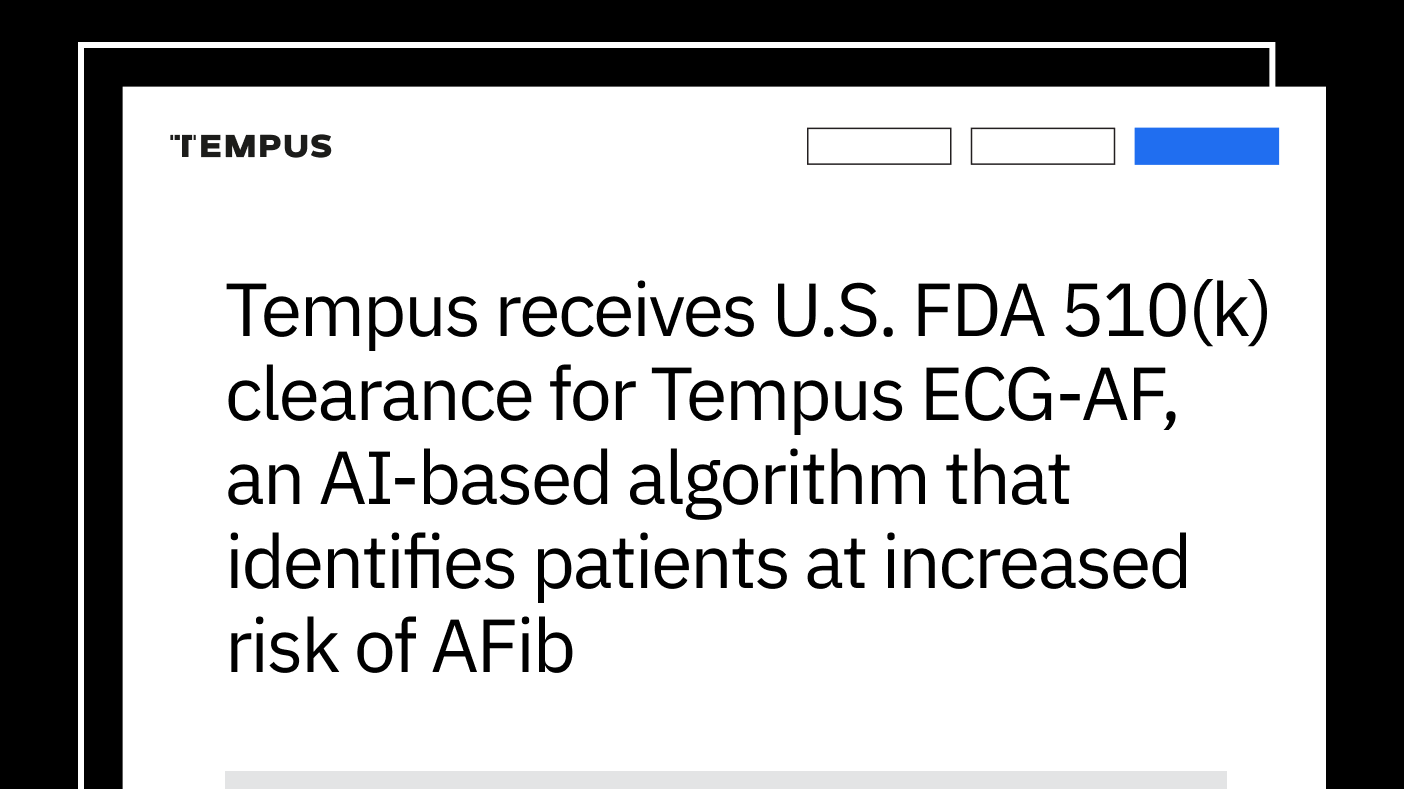 TEMPUS
Tempus receives U.S. FDA 510(k)
clearance for Tempus ECG-AF,
an AI-based algorithm that
identifies patients at increased
risk of AFib